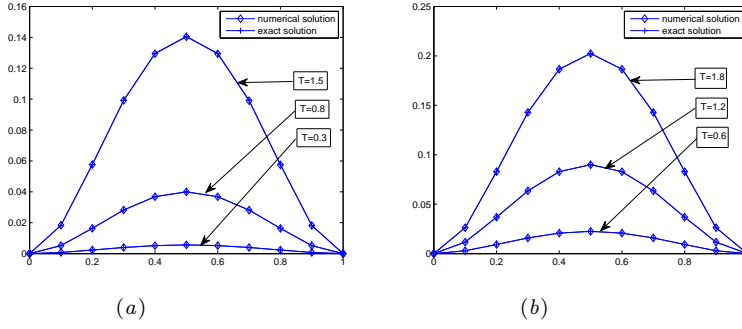 0.16
0.14
0.12
0.1
0.08
0.06
0.04
0.02
0
0 0.2 0.4 0.6 0.8 1
numerical solution
exact solution
T=1.5
T=0.8
T=0.3
(a)
0.25
0.2
0.15
0.1
0.05
0
0 0.2 0.4 0.6 0.8
numerical solution
exact solution
T=1.8
T=1.2
T=0.6
(b)